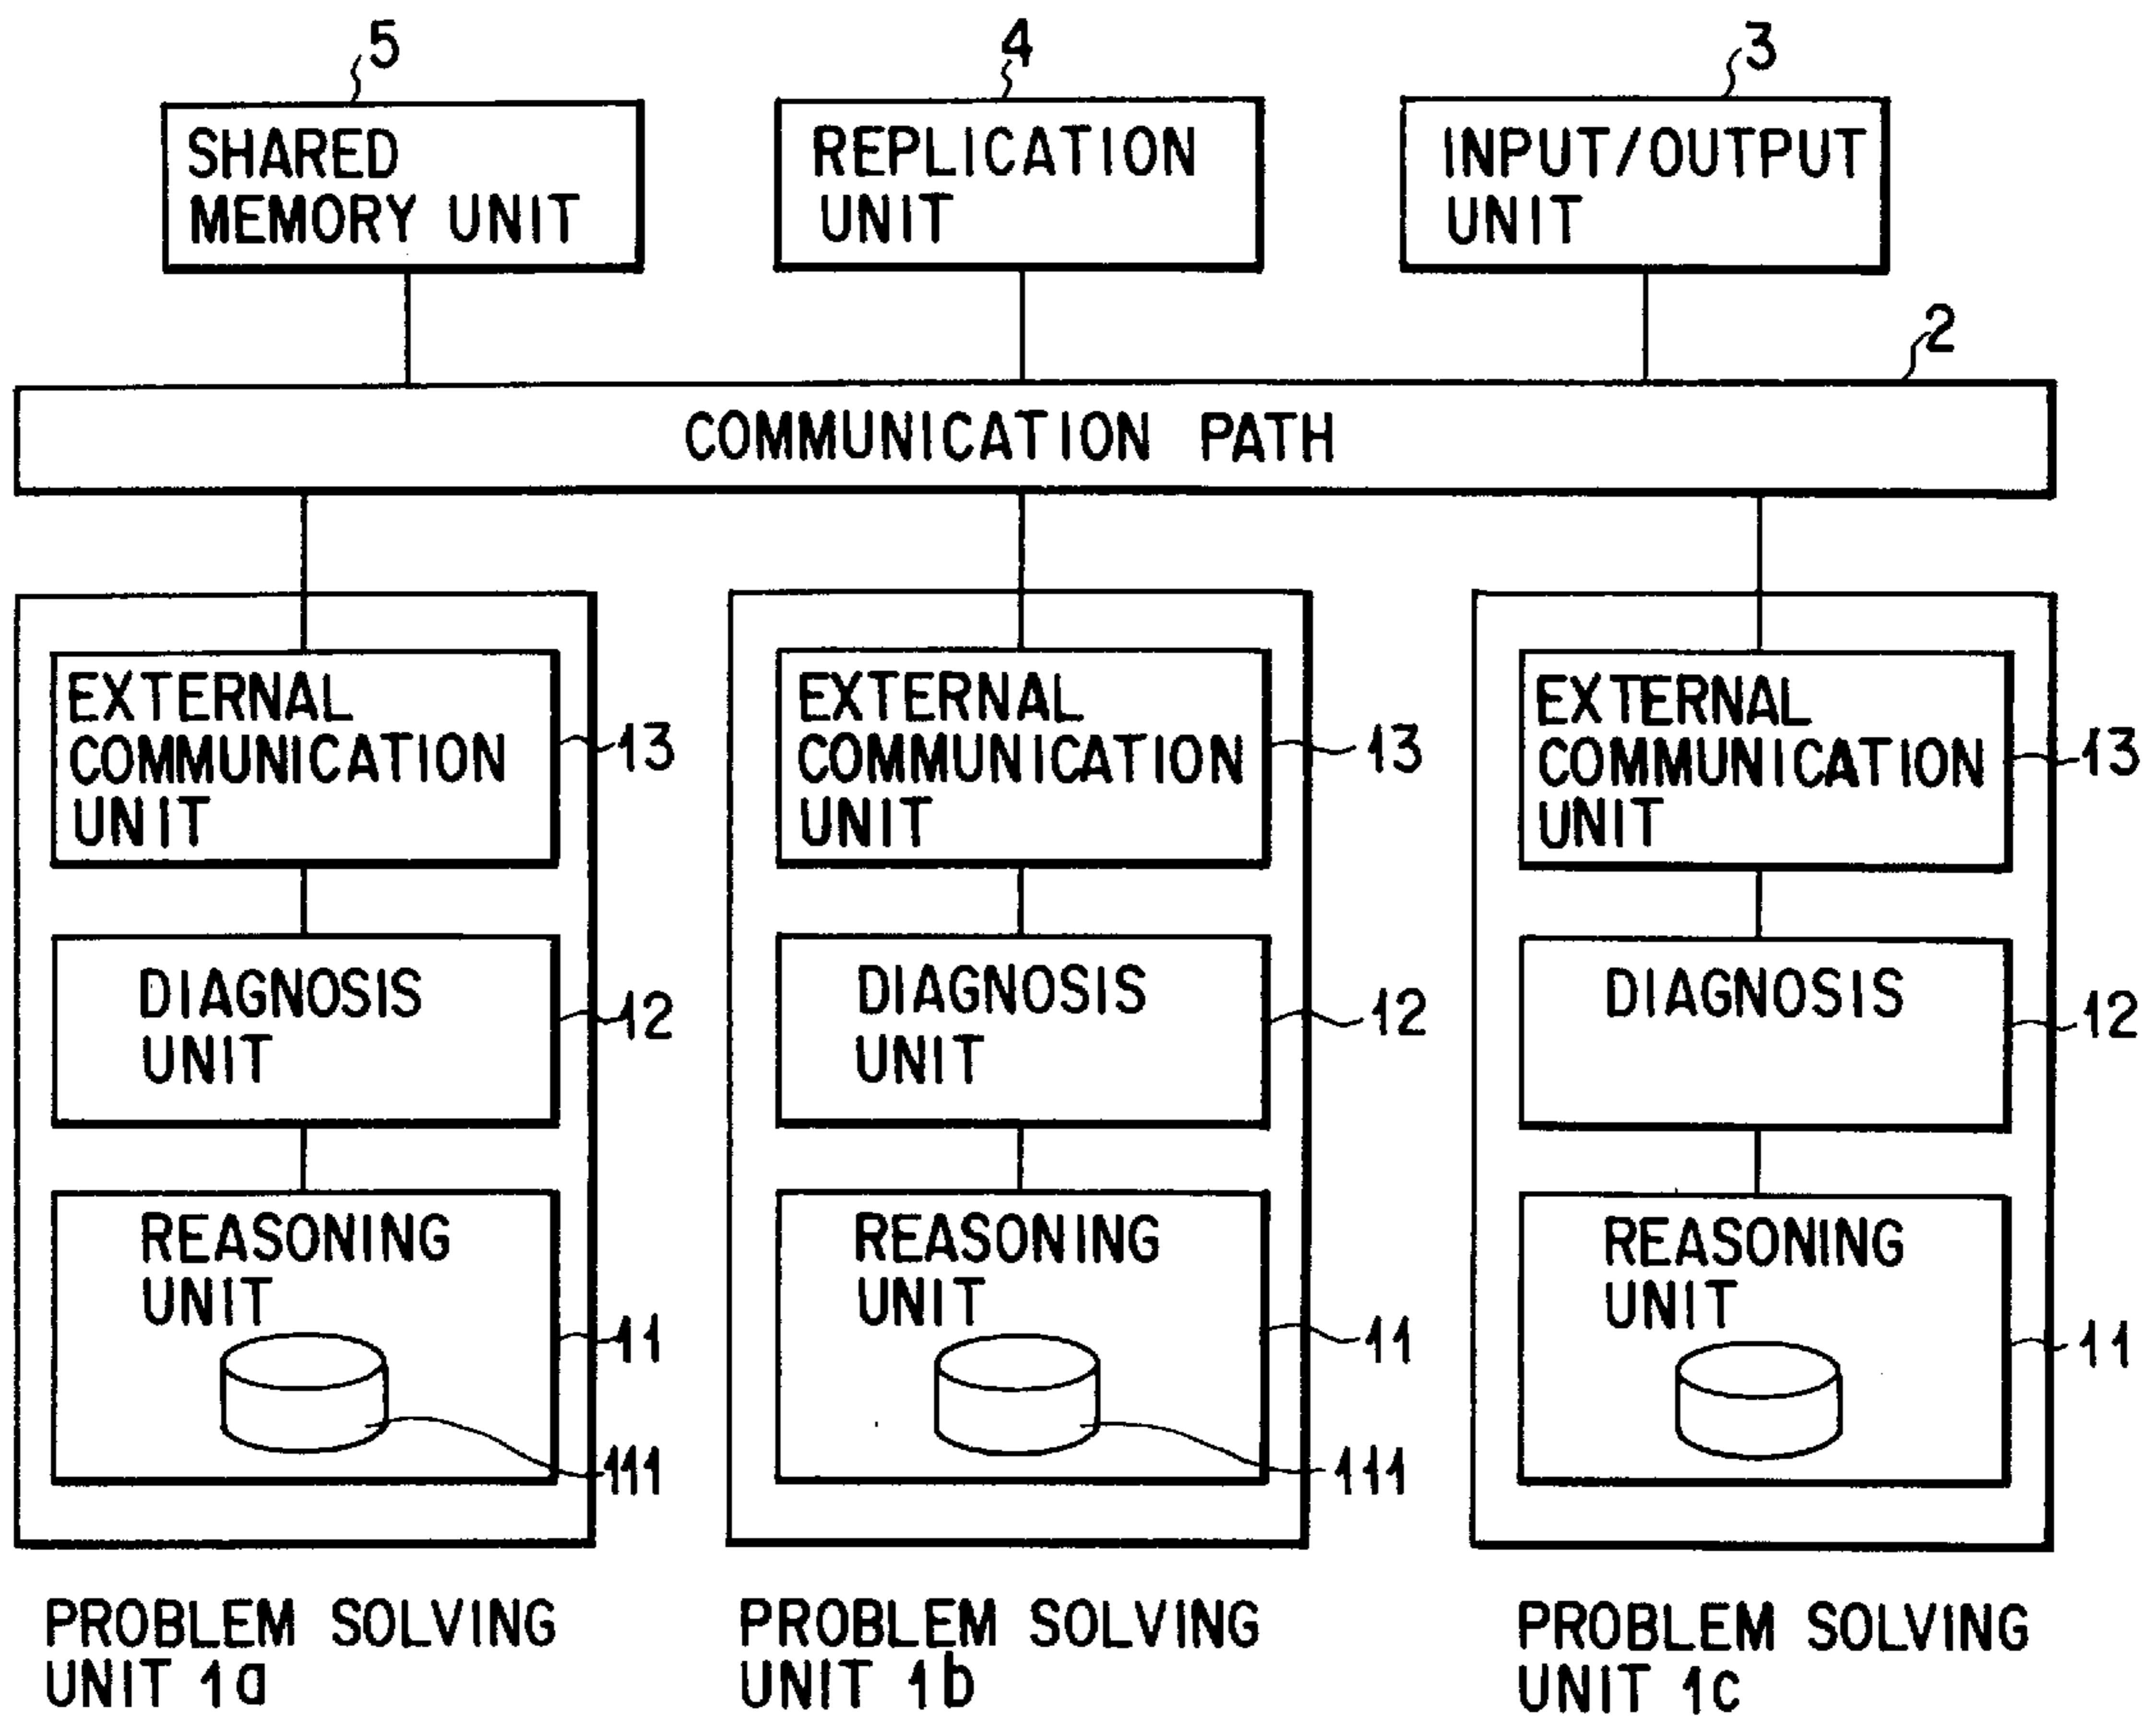 5
4
3
SHARED
MEMORY UNIT
REPLICATION
UNIT
INPUT/OUTPUT
UNIT
2
COMMUNICATION PATH
EXTERNAL
COMMUNICATION
UNIT
13
DIAGNOSIS
UNIT
12
REASONING
UNIT
11
111
PROBLEM SOLVING
UNIT 1a
EXTERNAL
COMMUNICATION
UNIT
13
DIAGNOSIS
UNIT
12
REASONING
UNIT
11
111
PROBLEM SOLVING
UNIT 1b
EXTERNAL
COMMUNICATION
UNIT
13
DIAGNOSIS
12
REASONING
UNIT
11
PROBLEM SOLVING
UNIT 1c